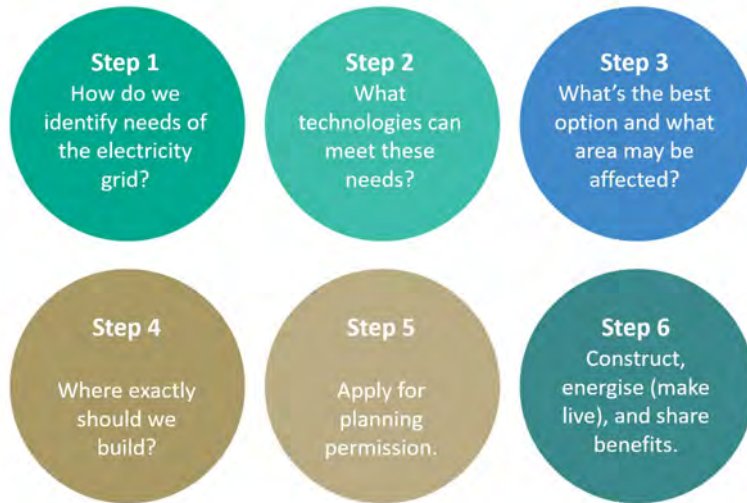 Step 1
How do we
identify needs of
the electricity
grid?
Step 2
What
technologies can
meet these
needs?
Step 3
What's the best
option and what
area may be
affected?
Step 4
Where exactly
should we
build?
Step 5
Apply for
planning
permission.
Step 6
Construct,
energise (make
live), and share
benefits.